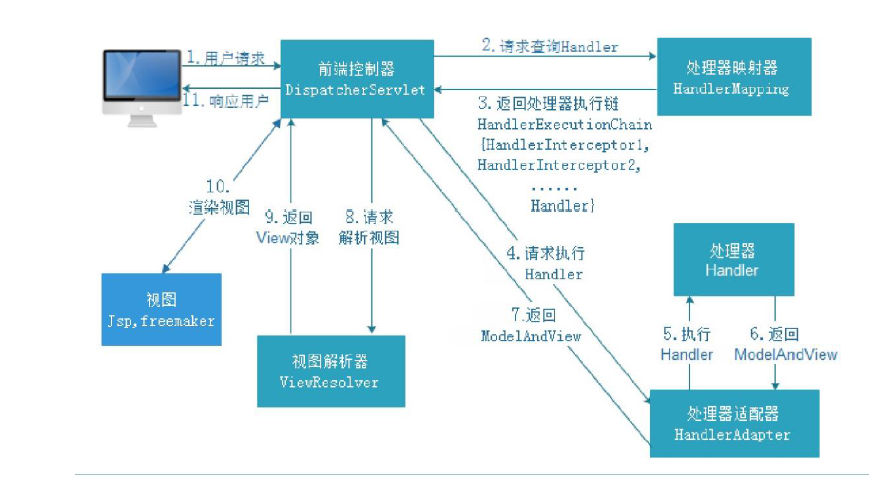 1.用户请求
11.响应用户
前端控制器
DispatcherServlet
2.请求查询Handler
处理器映射器
HandlerMapping
3.返回处理器执行链
HandlerExecutionChain
{HandlerInterceptor1,
HandlerInterceptor2,
......
Handler}
10.
渲染视图
9.返回
View对象
8.请求
解析视图
4.请求执行
Handler
7.返回
ModelAndView
处理器
Handler
5.执行
Handler
6.返回
ModelAndView
视图
Jsp,freemaker
视图解析器
ViewResolver
处理器适配器
HandlerAdapter